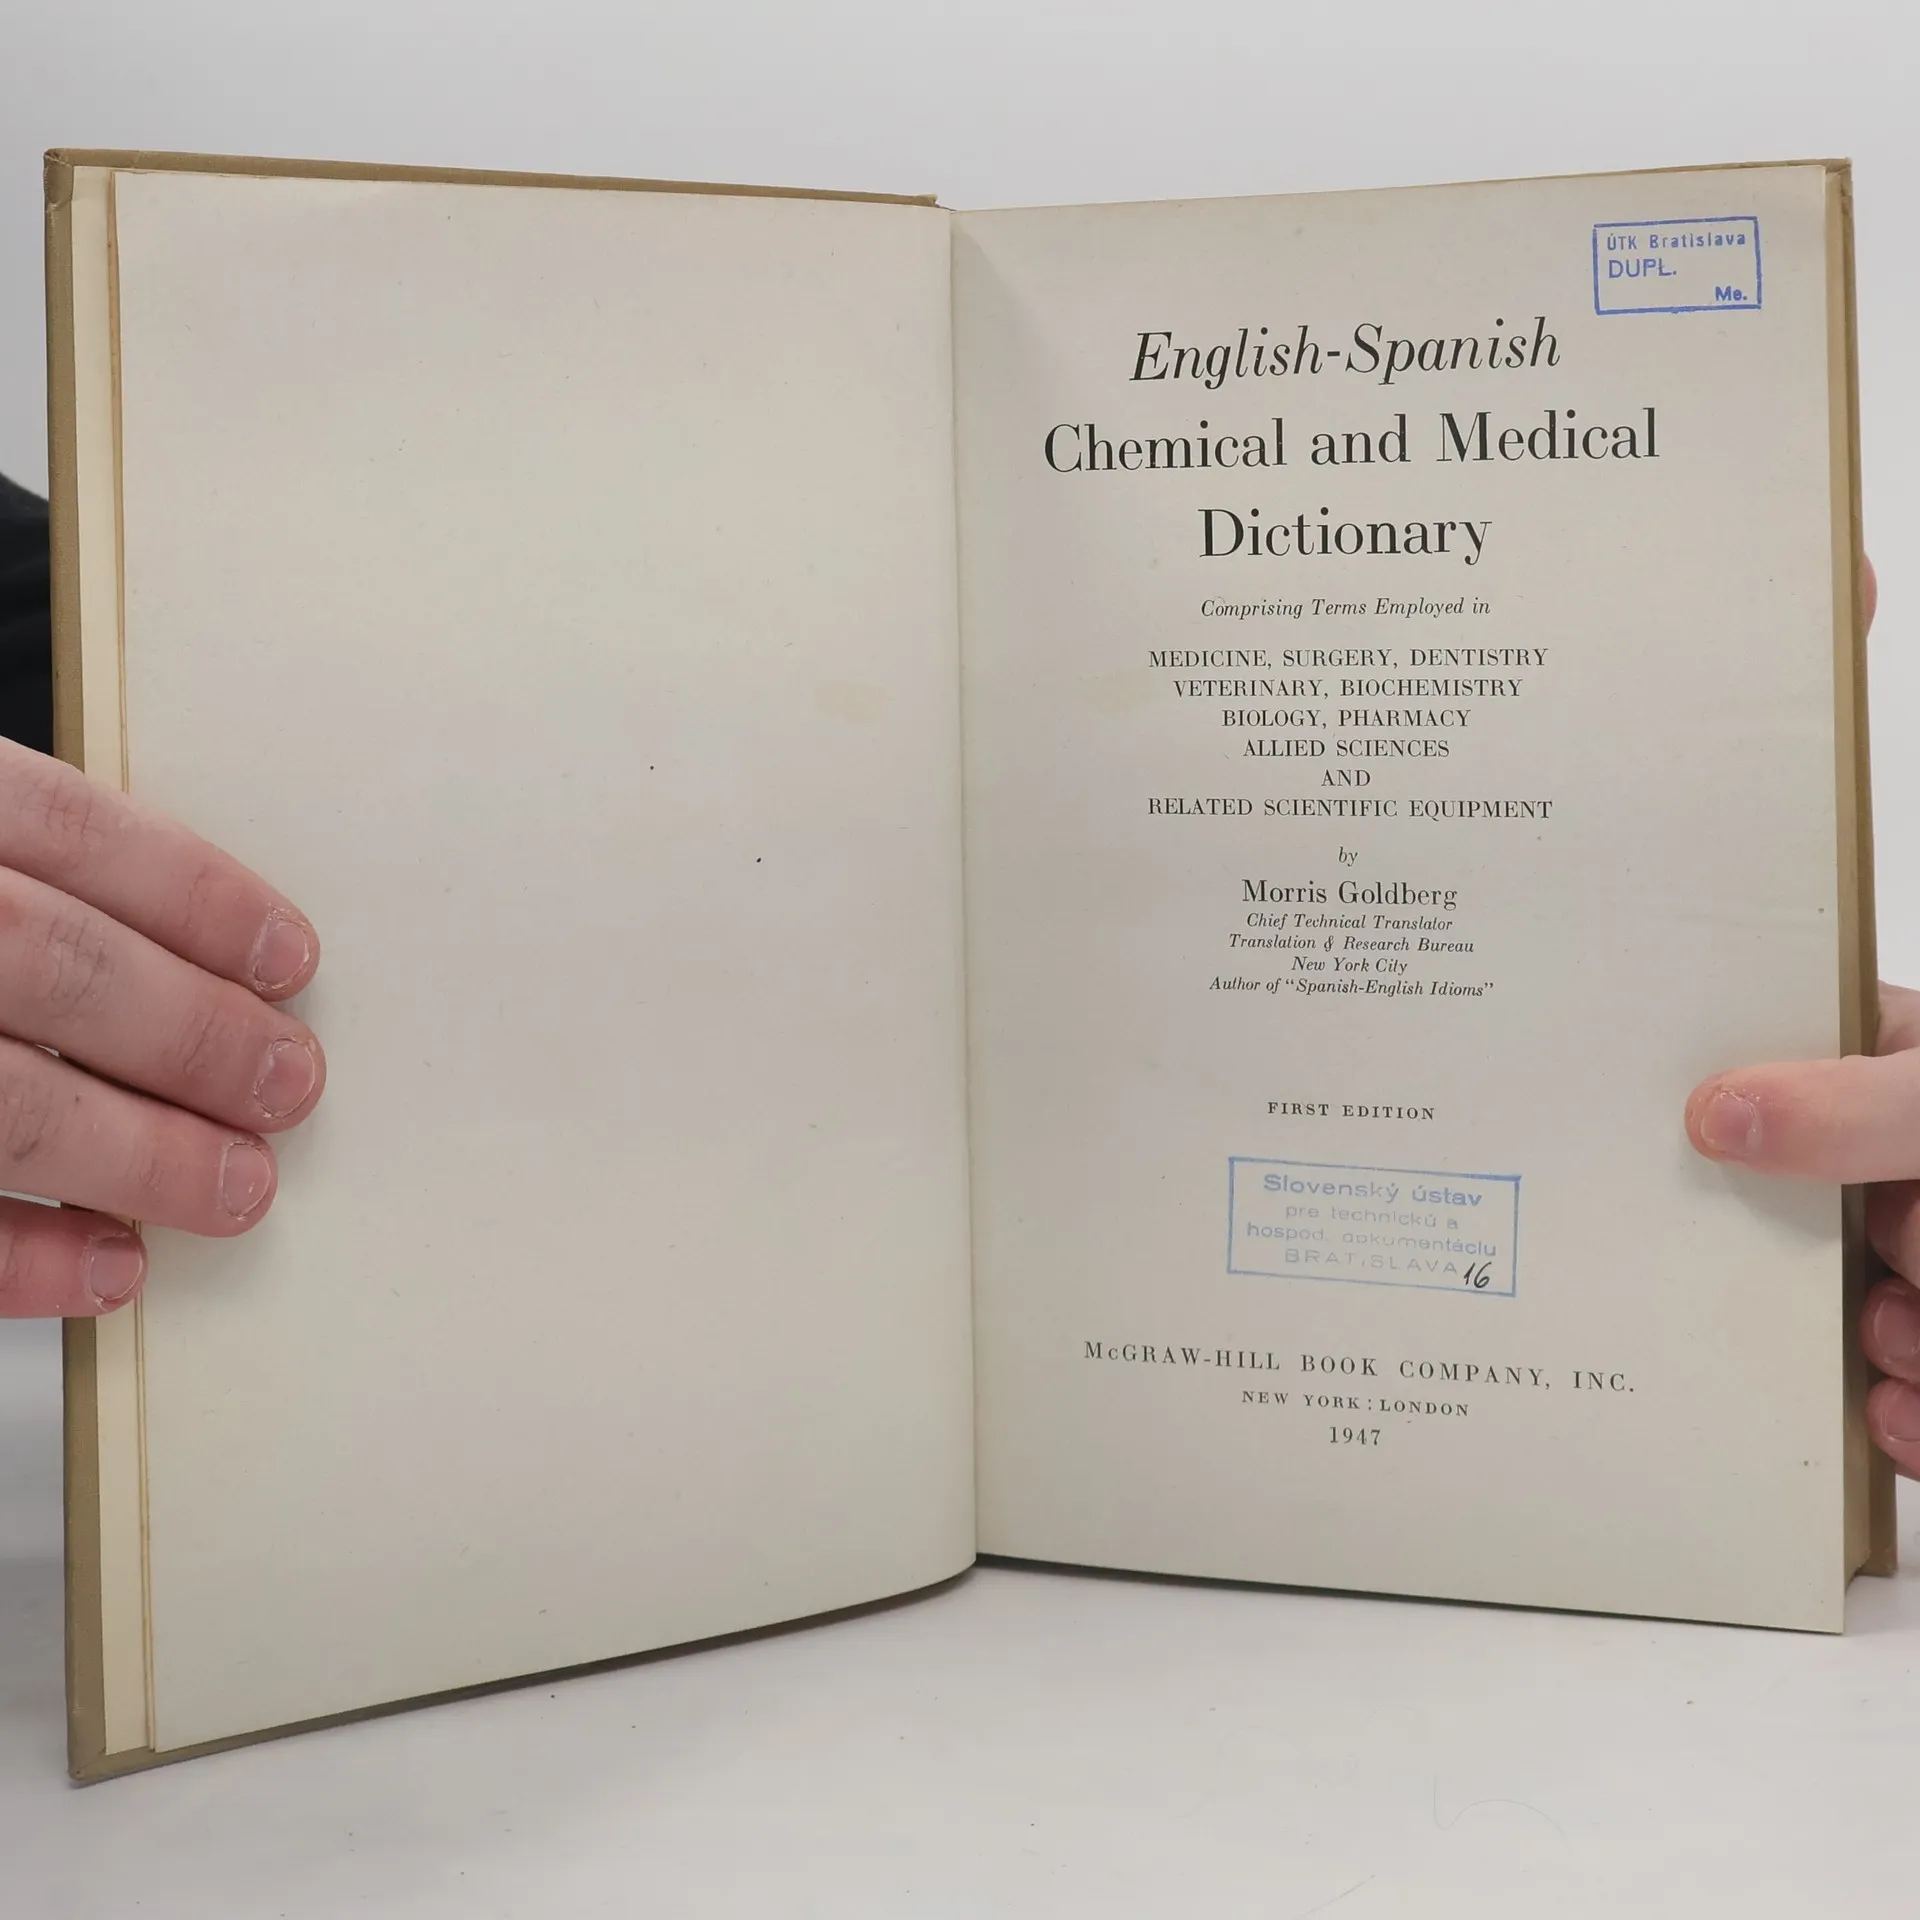 ÚTK Bratislava
DUPL.
Me.
English-Spanish
Chemical and Medical
Dictionary
Comprising Terms Employed in
MEDICINE, SURGERY, DENTISTRY
VETERINARY, BIOCHEMISTRY
BIOLOGY, PHARMACY
ALLIED SCIENCES
AND
RELATED SCIENTIFIC EQUIPMENT
by
Morris Goldberg
Chief Technical Translator
Translation & Research Bureau
New York City
Author of “Spanish-English Idioms”
FIRST EDITION
Slovenský ústav
pre technickú a
hospod. dokumentáciu
BRATISLAVA 16
McGRAW-HILL BOOK COMPANY, INC.
NEW YORK : LONDON
1947